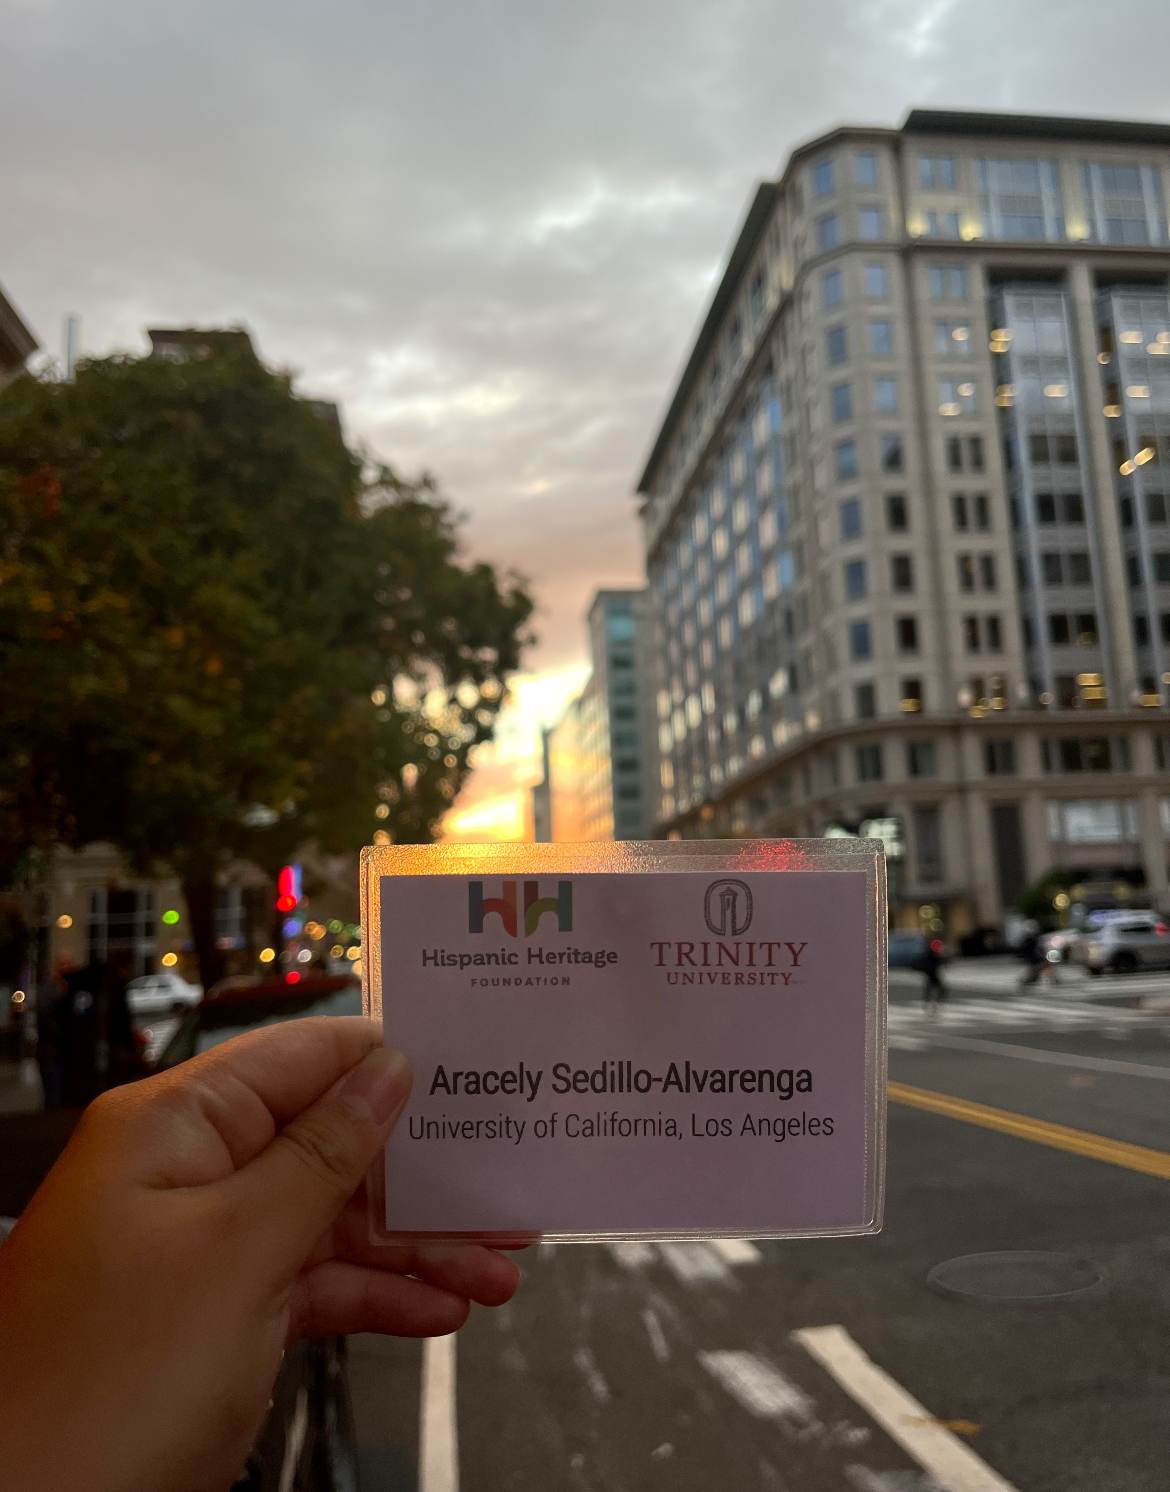 Hispanic Heritage
FOUNDATION
TRINITY
UNIVERSITY
Aracely Sedillo-Alvarenga
University of California, Los Angeles